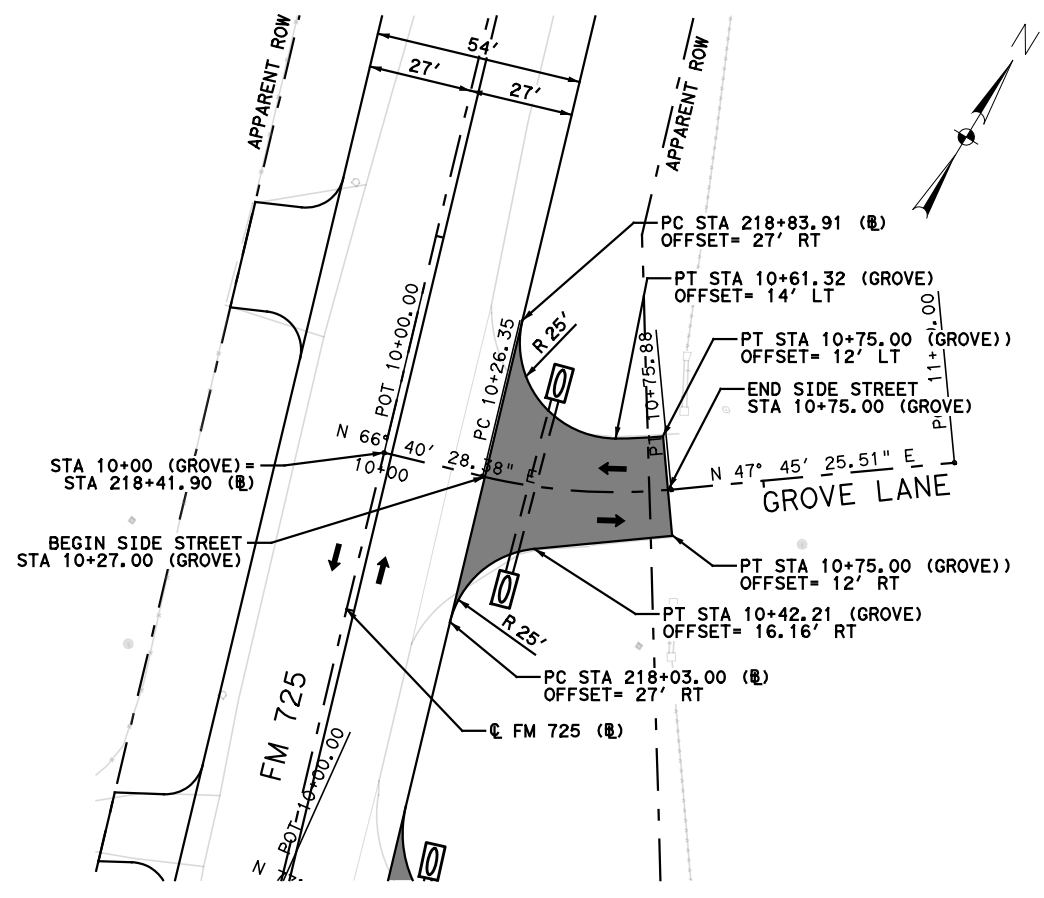 APPARENT ROW
54'
27'
27'
APPARENT ROW
N
PC STA 218+83.91 (BL)
OFFSET= 27' RT
PT STA 10+61.32 (GROVE)
OFFSET= 14' LT
R 25'
PT STA 10+75.00 (GROVE))
OFFSET= 12' LT
END SIDE STREET
STA 10+75.00 (GROVE)
POT 10+00.00
PC 10+26.35
PT 10+75.88
N 66° 40' 28.38" E
10+00
STA 10+00 (GROVE)=
STA 218+41.90 (BL)
N 47° 45' 25.51" E
GROVE LANE
BEGIN SIDE STREET
STA 10+27.00 (GROVE)
PT STA 10+75.00 (GROVE))
OFFSET= 12' RT
PT STA 10+42.21 (GROVE)
OFFSET= 16.16' RT
R 25'
PC STA 218+03.00 (BL)
OFFSET= 27' RT
CL FM 725 (BL)
FM 725
POT 10+00.00
N